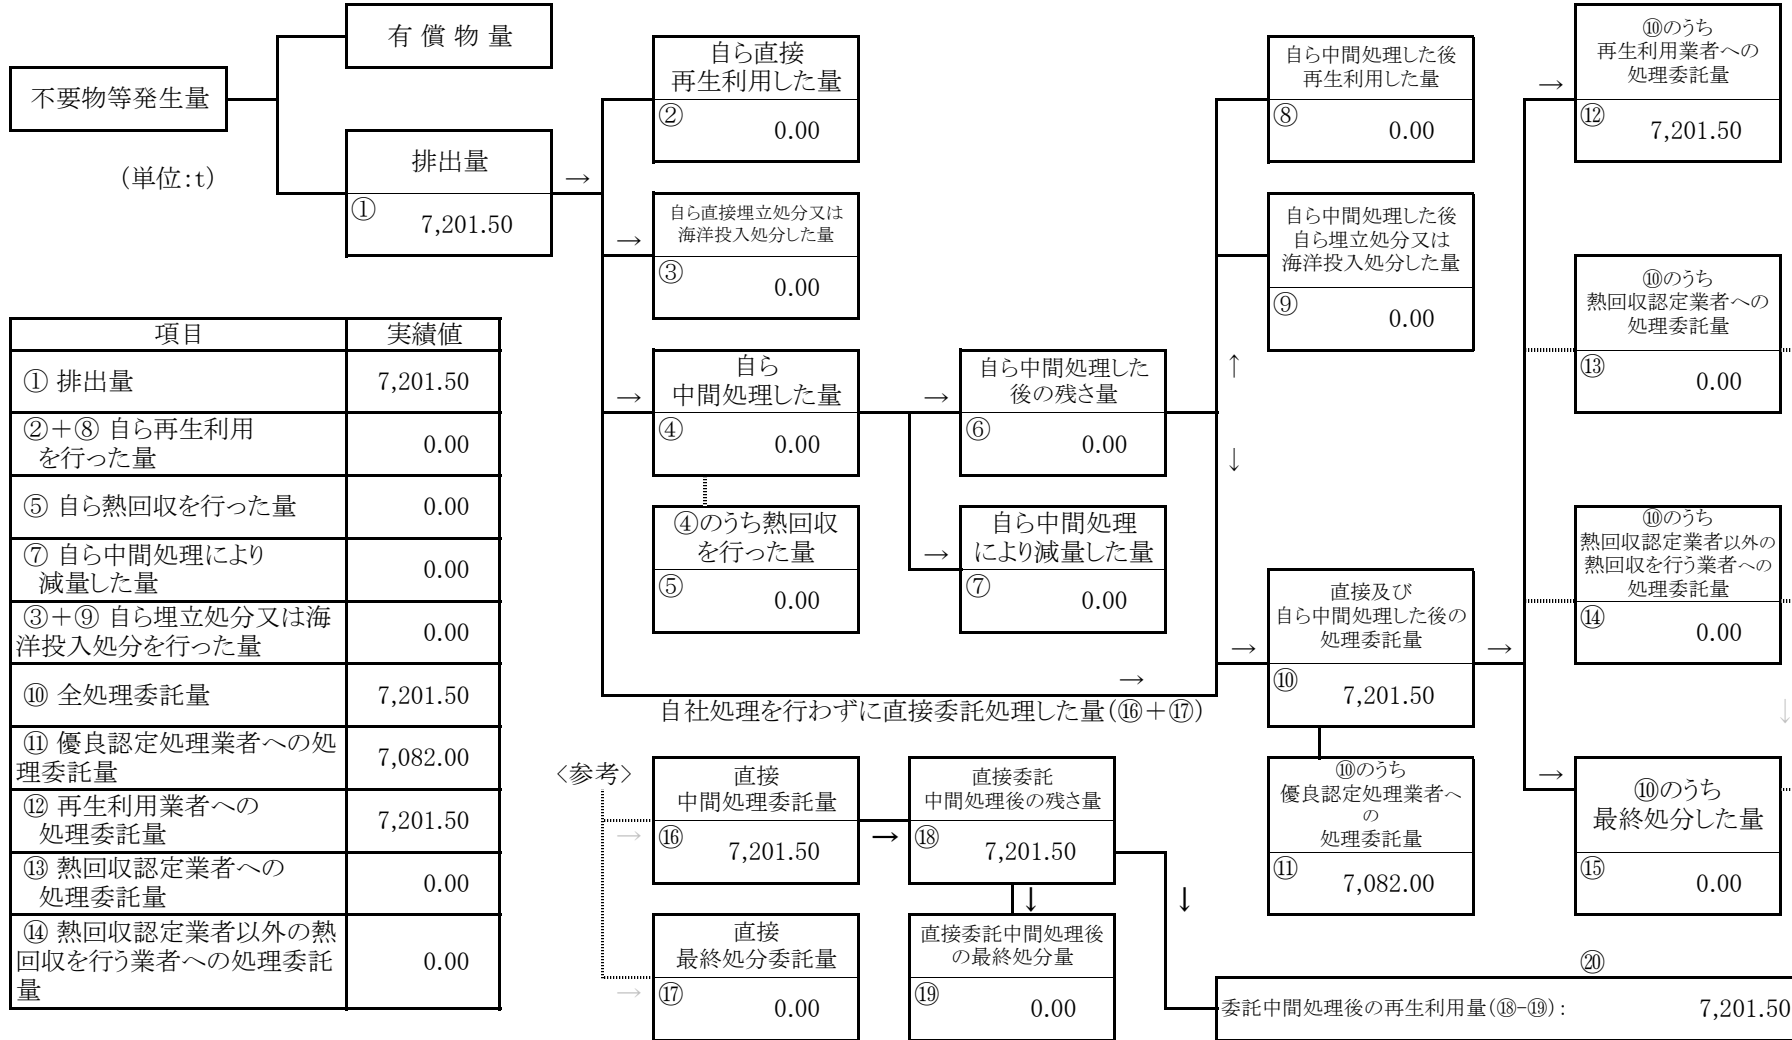 不要物等発生量
(単位:t)
有 償 物 量
排出量
①
7,201.50
→
自ら直接
再生利用した量
②
0.00
→
自ら直接埋立処分又は
海洋投入処分した量
③
0.00
→
自ら
中間処理した量
④
0.00
④のうち熱回収
を行った量
⑤
0.00
→
自ら中間処理した
後の残さ量
⑥
0.00
→
自ら中間処理
により減量した量
⑦
0.00
自ら中間処理した後
再生利用した量
⑧
0.00
自ら中間処理した後
自ら埋立処分又は
海洋投入処分した量
⑨
0.00
↑
↓
→
自社処理を行わずに直接委託処理した量(⑯+⑰)
→
直接及び
自ら中間処理した後の
処理委託量
⑩
7,201.50
→
⑩のうち
優良認定処理業者へ
の
処理委託量
⑪
7,082.00
→
⑩のうち
再生利用業者への
処理委託量
⑫
7,201.50
⑩のうち
熱回収認定業者への
処理委託量
⑬
0.00
⑩のうち
熱回収認定業者以外の
熱回収を行う業者への
処理委託量
⑭
0.00
↓
→
⑩のうち
最終処分した量
⑮
0.00
項目 実績値
① 排出量 7,201.50
②+⑧ 自ら再生利用
を行った量 0.00
⑤ 自ら熱回収を行った量 0.00
⑦ 自ら中間処理により
減量した量 0.00
③+⑨ 自ら埋立処分又は海
洋投入処分を行った量 0.00
⑩ 全処理委託量 7,201.50
⑪ 優良認定処理業者への処
理委託量 7,082.00
⑫ 再生利用業者への
処理委託量 7,201.50
⑬ 熱回収認定業者への
処理委託量 0.00
⑭ 熱回収認定業者以外の熱
回収を行う業者への処理委託
量 0.00
<参考>
→
直接
中間処理委託量
⑯
7,201.50
→
直接委託
中間処理後の残さ量
⑱
7,201.50
↓
↓
→
直接
最終処分委託量
⑰
0.00
直接委託中間処理後
の最終処分量
⑲
0.00
⑳
委託中間処理後の再生利用量(⑱-⑲): 7,201.50